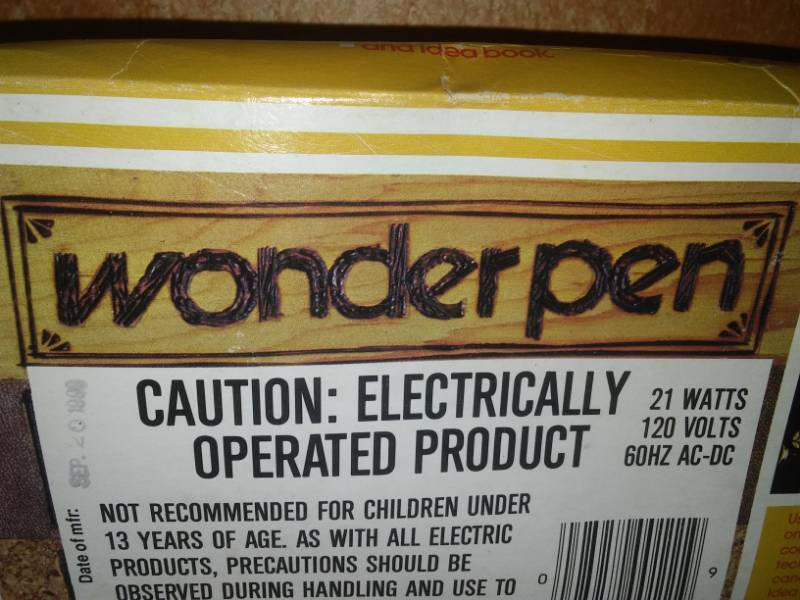 and idea book
wonderpen
CAUTION: ELECTRICALLY
OPERATED PRODUCT
21 WATTS
120 VOLTS
60HZ AC-DC
Date of mfr:
NOT RECOMMENDED FOR CHILDREN UNDER
13 YEARS OF AGE. AS WITH ALL ELECTRIC
PRODUCTS, PRECAUTIONS SHOULD BE
OBSERVED DURING HANDLING AND USE TO
0
9